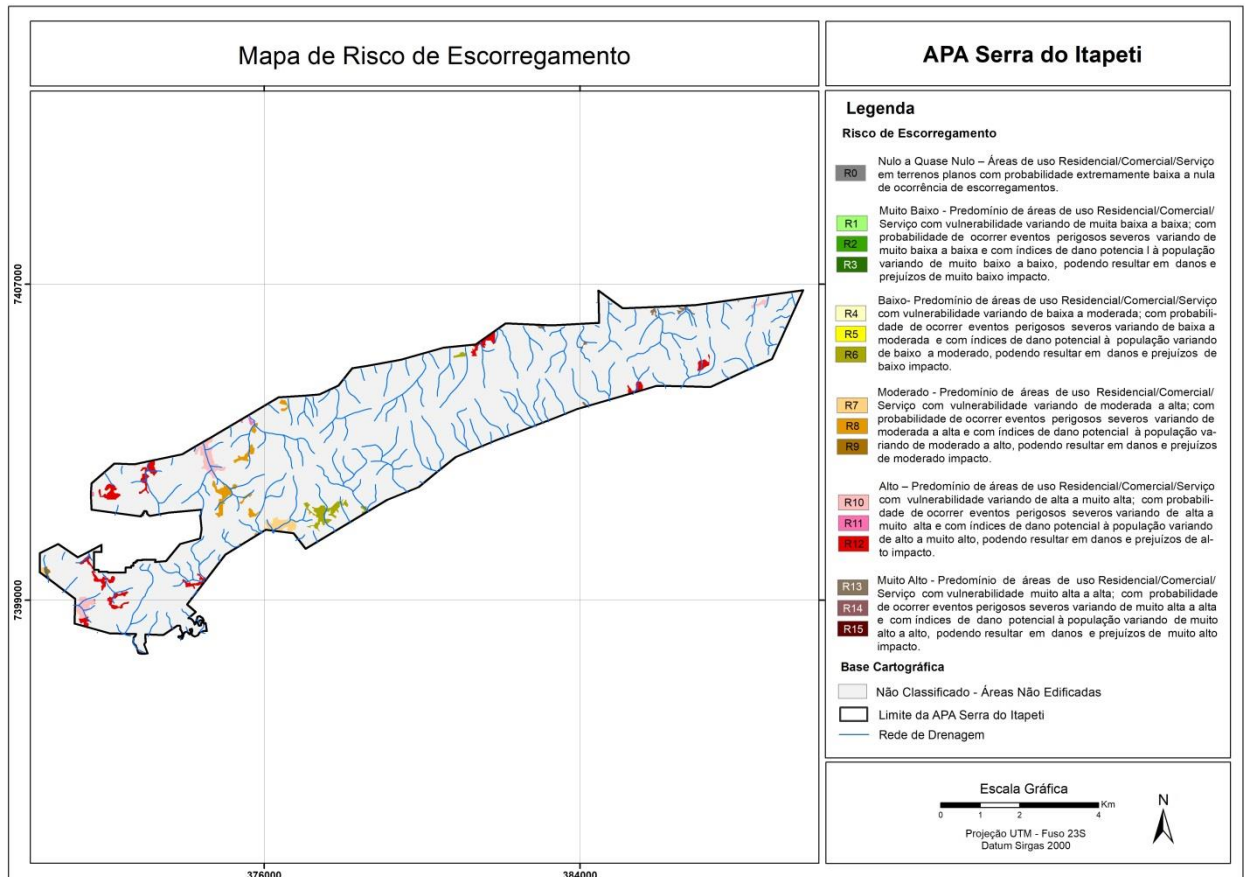 Mapa de Risco de Escorregamento
APA Serra do Itapeti
7407000
7399000
376000
384000
Legenda
Risco de Escorregamento
R0
Nulo a Quase Nulo – Áreas de uso Residencial/Comercial/Serviço
em terrenos planos com probabilidade extremamente baixa a nula
de ocorrência de escorregamentos.
R1
R2
R3
Muito Baixo - Predomínio de áreas de uso Residencial/Comercial/
Serviço com vulnerabilidade variando de muita baixa a baixa; com
probabilidade de ocorrer eventos perigosos severos variando de
muito baixa a baixa e com índices de dano potencia l à população
variando de muito baixo a baixo, podendo resultar em danos e
prejuízos de muito baixo impacto.
R4
R5
R6
Baixo- Predomínio de áreas de uso Residencial/Comercial/Serviço
com vulnerabilidade variando de baixa a moderada; com probabili-
dade de ocorrer eventos perigosos severos variando de baixa a
moderada e com índices de dano potencial à população variando
de baixo a moderado, podendo resultar em danos e prejuízos de
baixo impacto.
R7
R8
R9
Moderado - Predomínio de áreas de uso Residencial/Comercial/
Serviço com vulnerabilidade variando de moderada a alta; com
probabilidade de ocorrer eventos perigosos severos variando de
moderada a alta e com índices de dano potencial à população va-
riando de moderado a alto, podendo resultar em danos e prejuízos
de moderado impacto.
R10
R11
R12
Alto – Predomínio de áreas de uso Residencial/Comercial/Serviço
com vulnerabilidade variando de alta a muito alta; com probabili-
dade de ocorrer eventos perigosos severos variando de alta a
muito alta e com índices de dano potencial à população variando
de alto a muito alto, podendo resultar em danos e prejuízos de al-
to impacto.
R13
R14
R15
Muito Alto - Predomínio de áreas de uso Residencial/Comercial/
Serviço com vulnerabilidade muito alta a alta; com probabilidade
de ocorrer eventos perigosos severos variando de muito alta a alta
e com índices de dano potencial à população variando de muito
alto a alto, podendo resultar em danos e prejuízos de muito alto
impacto.
Base Cartográfica
Não Classificado - Áreas Não Edificadas
Limite da APA Serra do Itapeti
Rede de Drenagem
Escala Gráfica
Km
0 1 2 4
Projeção UTM - Fuso 23S
Datum Sirgas 2000
N